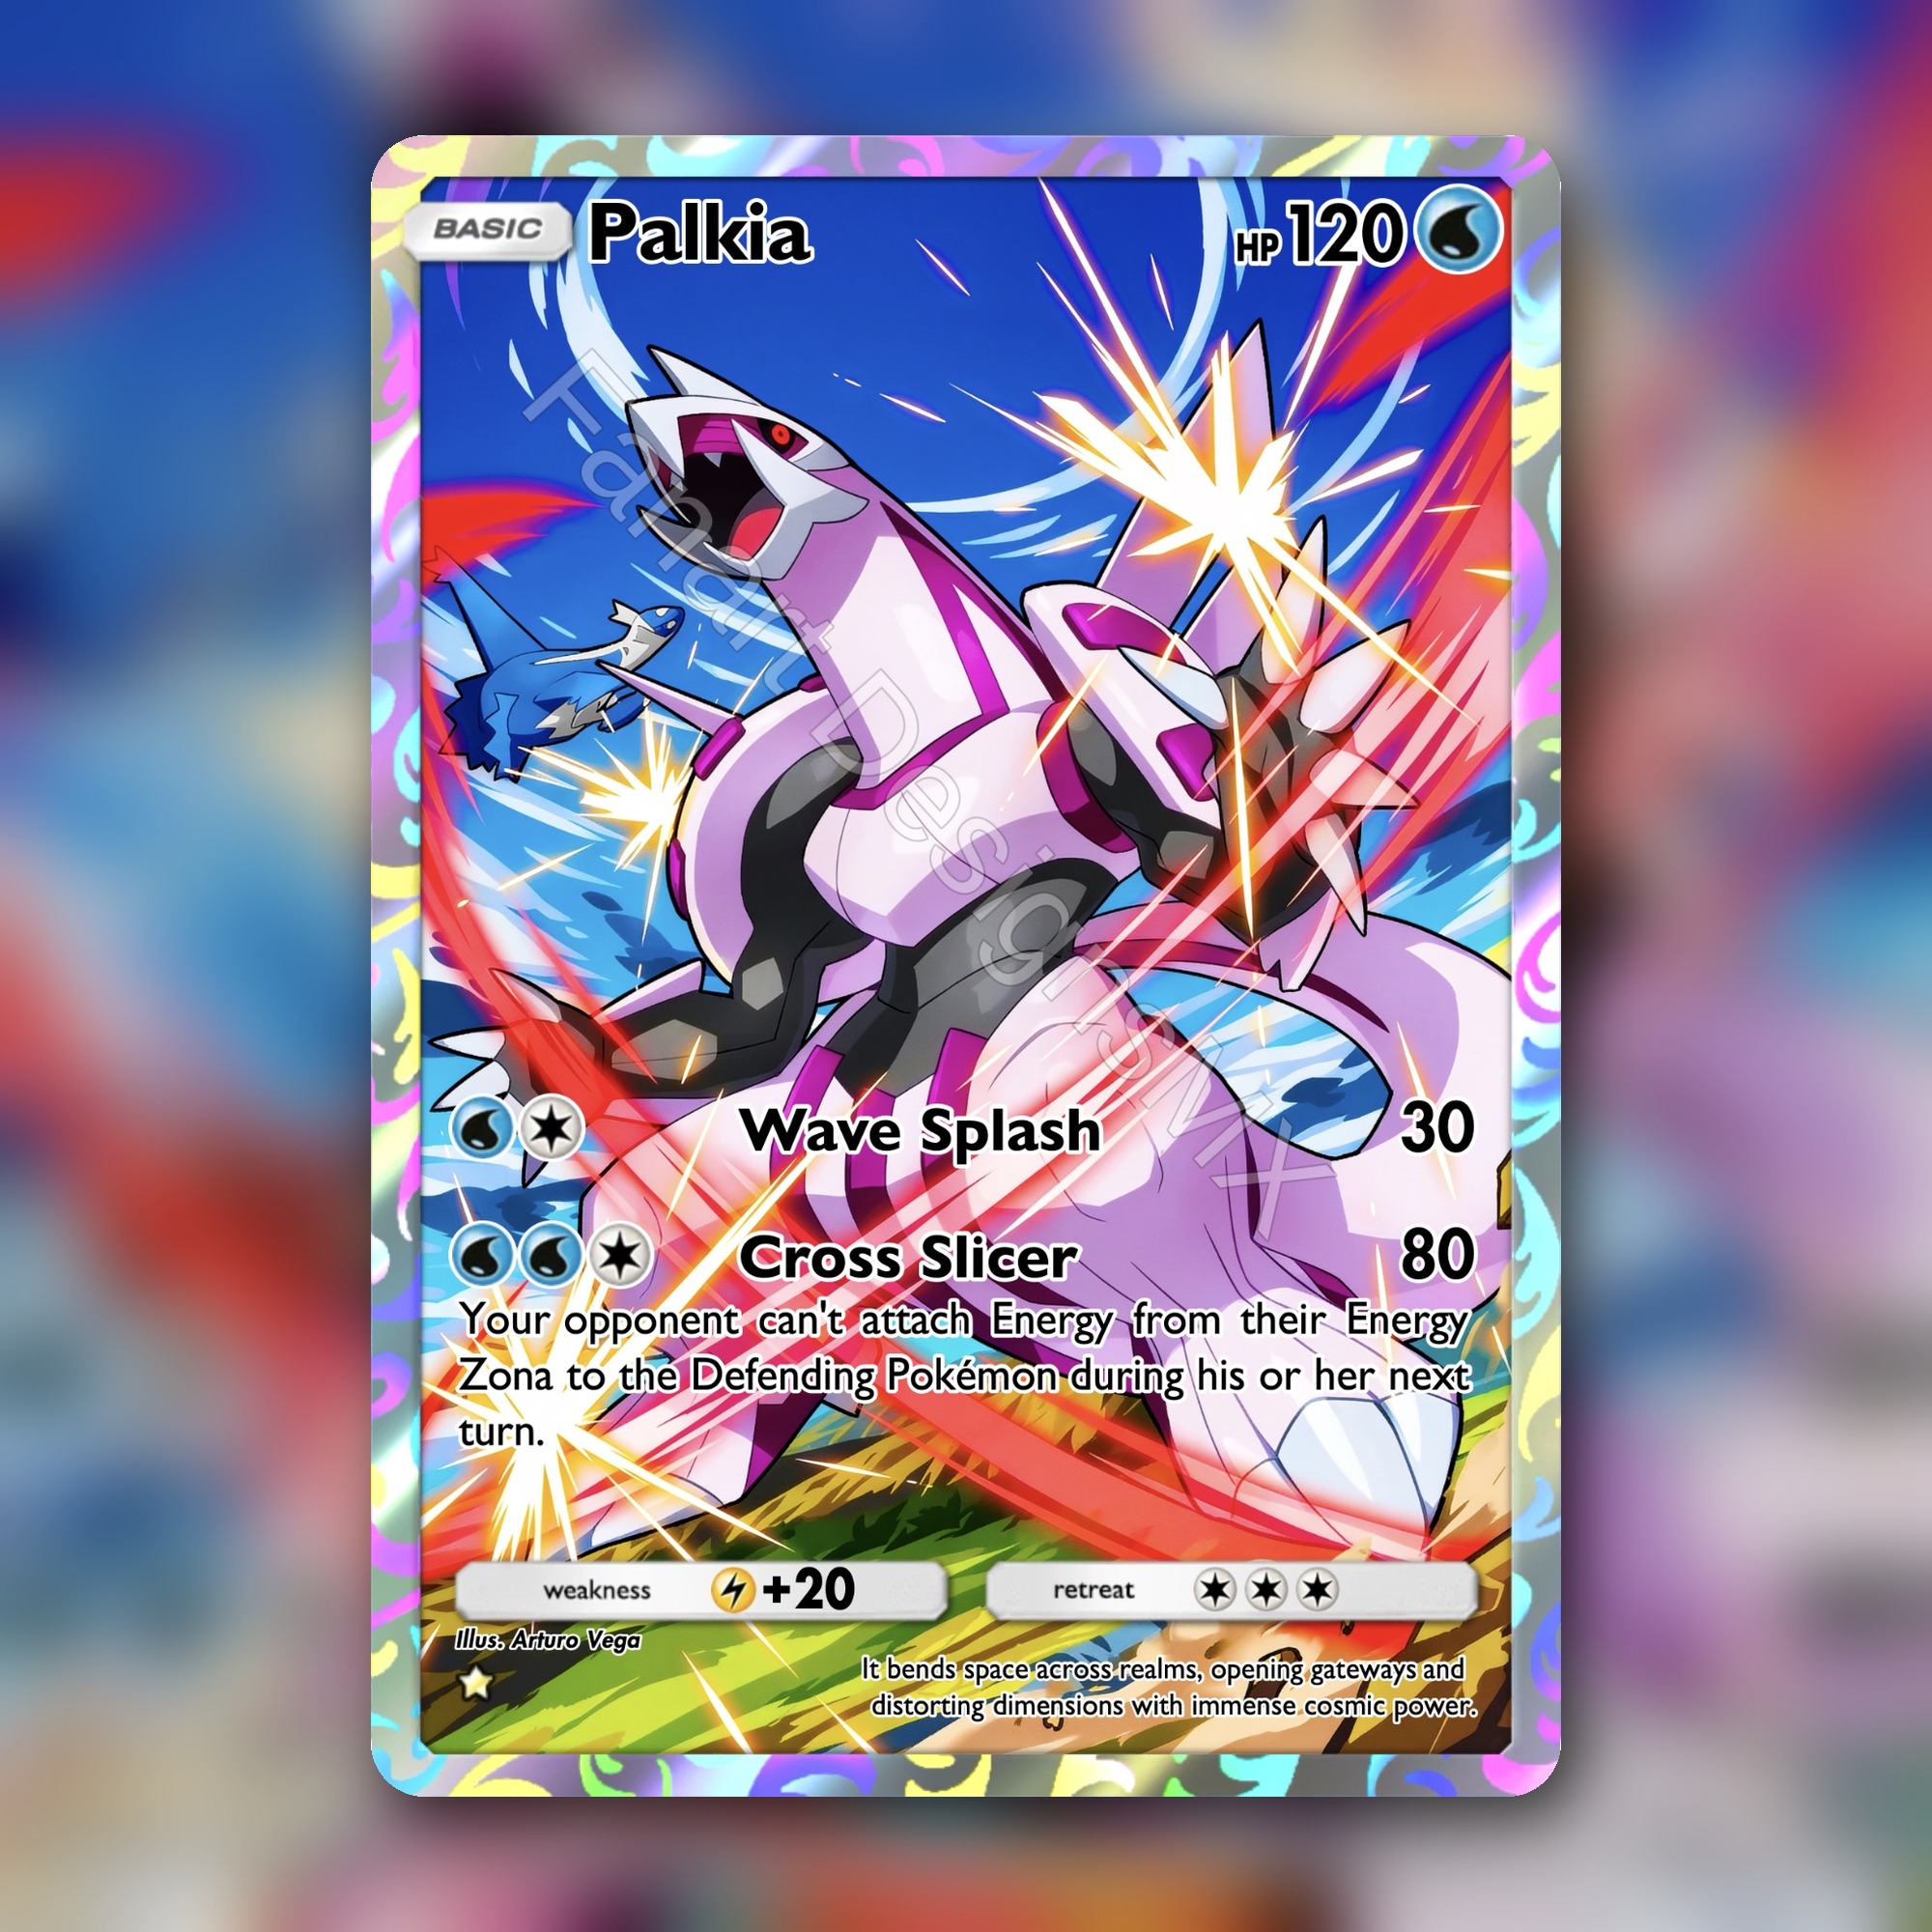 BASIC Palkia HP 120
Fanart DesignsMX
Wave Splash 30
Cross Slicer 80
Your opponent can't attach Energy from their Energy
Zona to the Defending Pokémon during his or her next
turn.
weakness +20 retreat
Illus. Arturo Vega
It bends space across realms, opening gateways and
distorting dimensions with immense cosmic power.